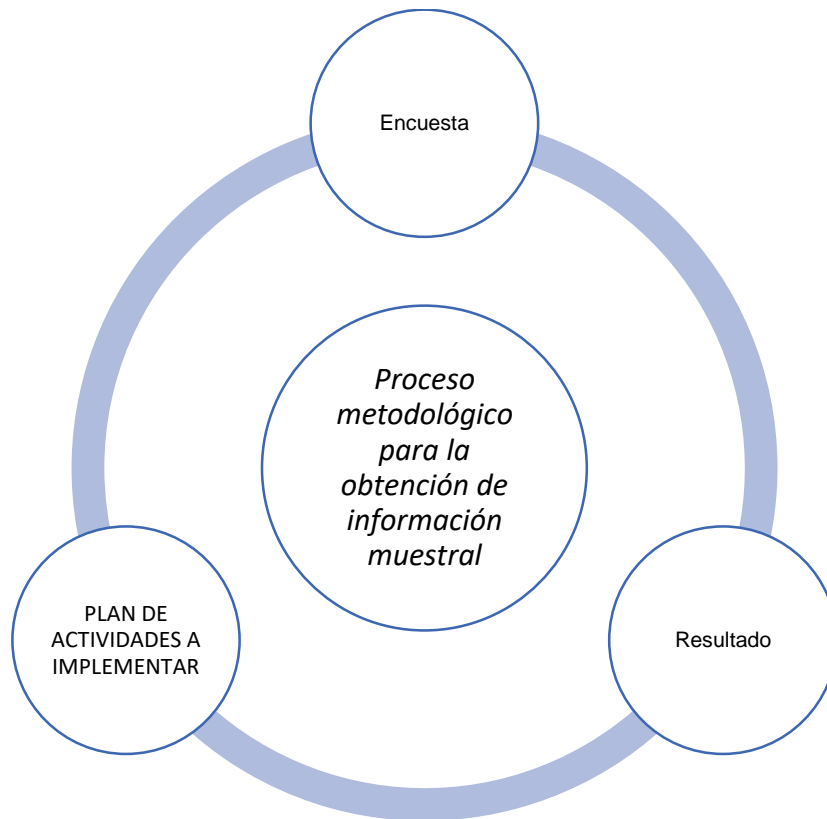 Encuesta
Proceso
metodológico
para la
obtención de
información
muestral
PLAN DE
ACTIVIDADES A
IMPLEMENTAR
Resultado